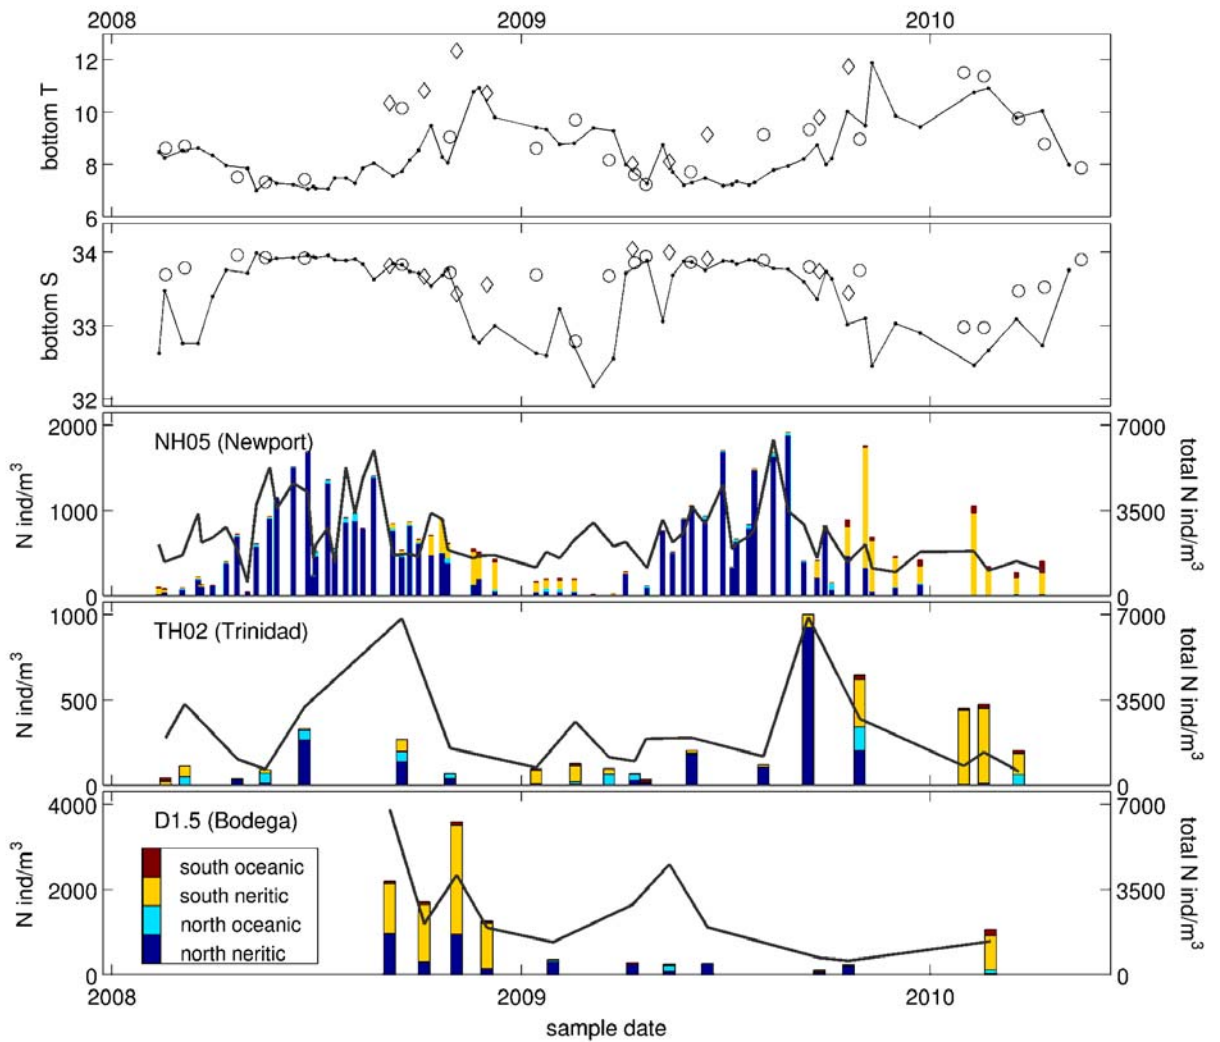 2008 2009 2010
12
10
8
6
bottom T
34
33
32
bottom S
NH05 (Newport)
2000
1000
0
N ind/m³
7000
3500
0
total N ind/m³
TH02 (Trinidad)
1000
500
0
N ind/m³
7000
3500
0
total N ind/m³
D1.5 (Bodega)
south oceanic
south neritic
north oceanic
north neritic
4000
2000
0
N ind/m³
7000
3500
0
total N ind/m³
2008 2009 2010
sample date